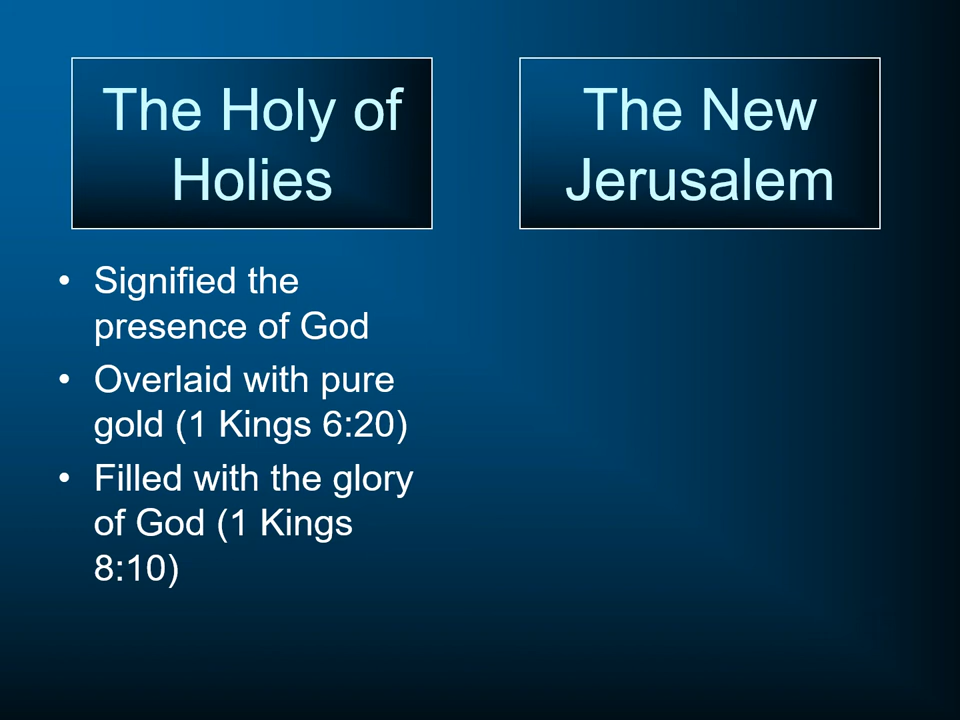 The Holy of
Holies
The New
Jerusalem
• Signified the
presence of God
• Overlaid with pure
gold (1 Kings 6:20)
• Filled with the glory
of God (1 Kings
8:10)